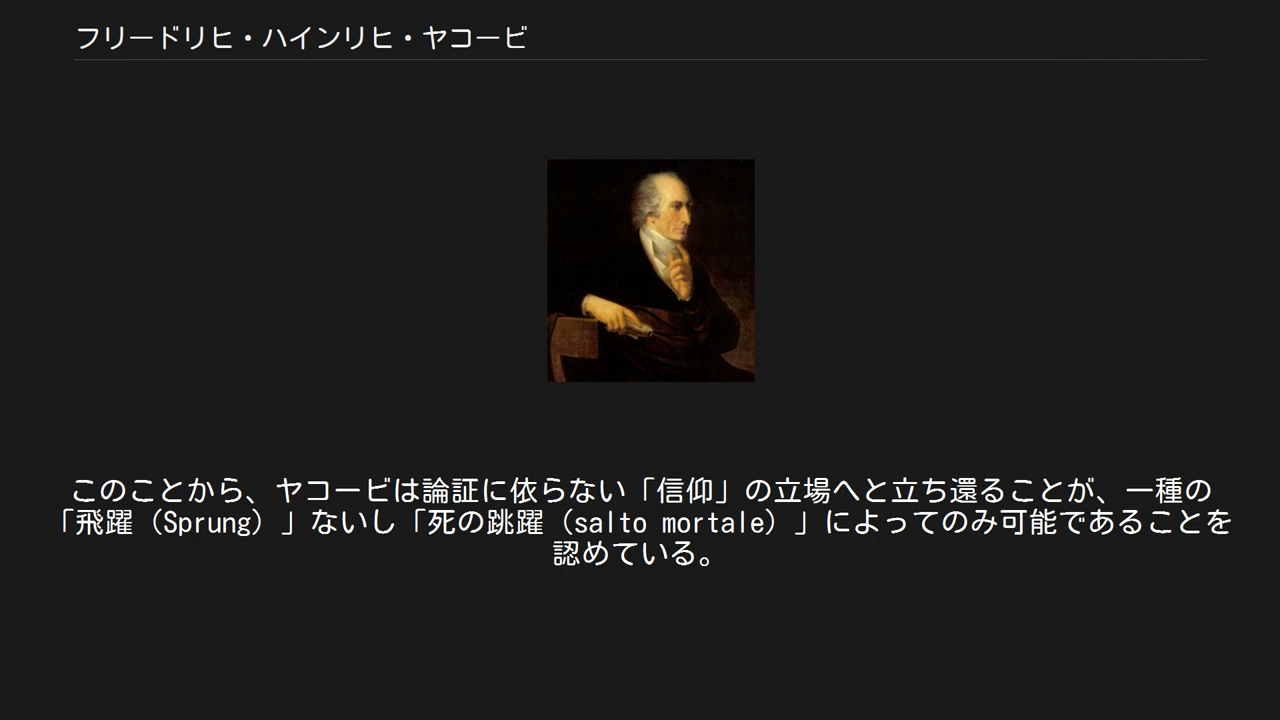 フリードリヒ・ハインリヒ・ヤコービ
このことから、ヤコービは論証に依らない「信仰」の立場へと立ち還ることが、一種の
「飛躍（Sprung）」ないし「死の跳躍（salto mortale）」によってのみ可能であることを
認めている。